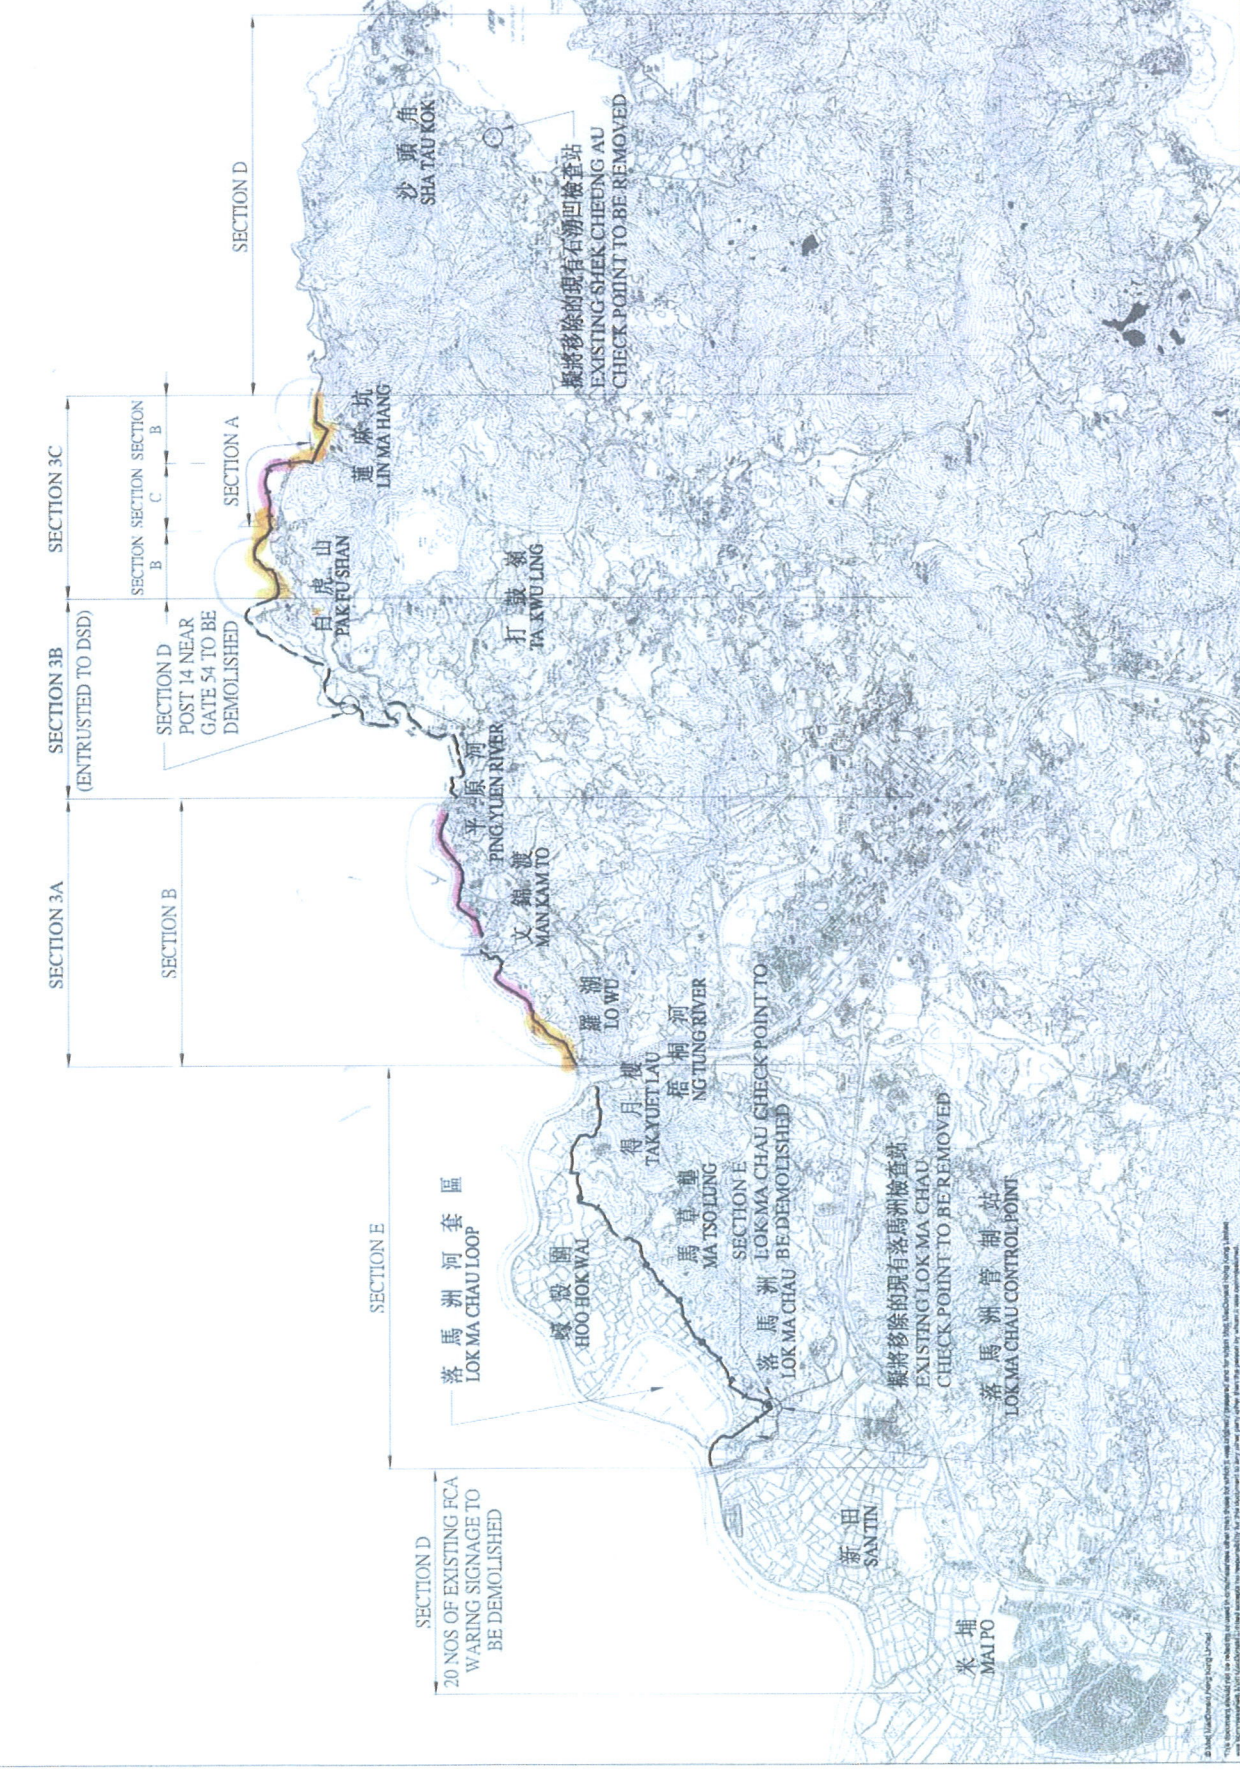 SECTION D
20 NOS OF EXISTING FCA
WARING SIGNAGE TO
BE DEMOLISHED
SECTION E
SECTION 3A
SECTION B
SECTION 3B
(ENTRUSTED TO DSD)
SECTION D
POST 14 NEAR
GATE 54 TO BE
DEMOLISHED
SECTION 3C
SECTION
B
SECTION
C
SECTION
B
SECTION A
SECTION D
落馬洲河套區
LOK MA CHAU LOOP
蠔殼圍
HOO HOK WAI
得月樓
TAK YUET LAU
羅湖
LO WU
梧桐河
NG TUNG RIVER
文錦渡
MAN KAM TO
平原河
PING YUEN RIVER
白虎山
PAK FU SHAN
打鼓嶺
TA KWU LING
蓮麻坑
LIN MA HANG
沙頭角
SHA TAU KOK
擬將移除的現有石涌凹檢查站
EXISTING SHEK CHEUNG AU
CHECK POINT TO BE REMOVED
馬草壟
MA TSO LUNG
SECTION E
LOK MA CHAU CHECK POINT TO
BE DEMOLISHED
落馬洲
LOK MA CHAU
擬將移除的現有落馬洲檢查站
EXISTING LOK MA CHAU
CHECK POINT TO BE REMOVED
落馬洲管制站
LOK MA CHAU CONTROL POINT
新田
SAN TIN
米埔
MAI PO
© Mott MacDonald Hong Kong Limited